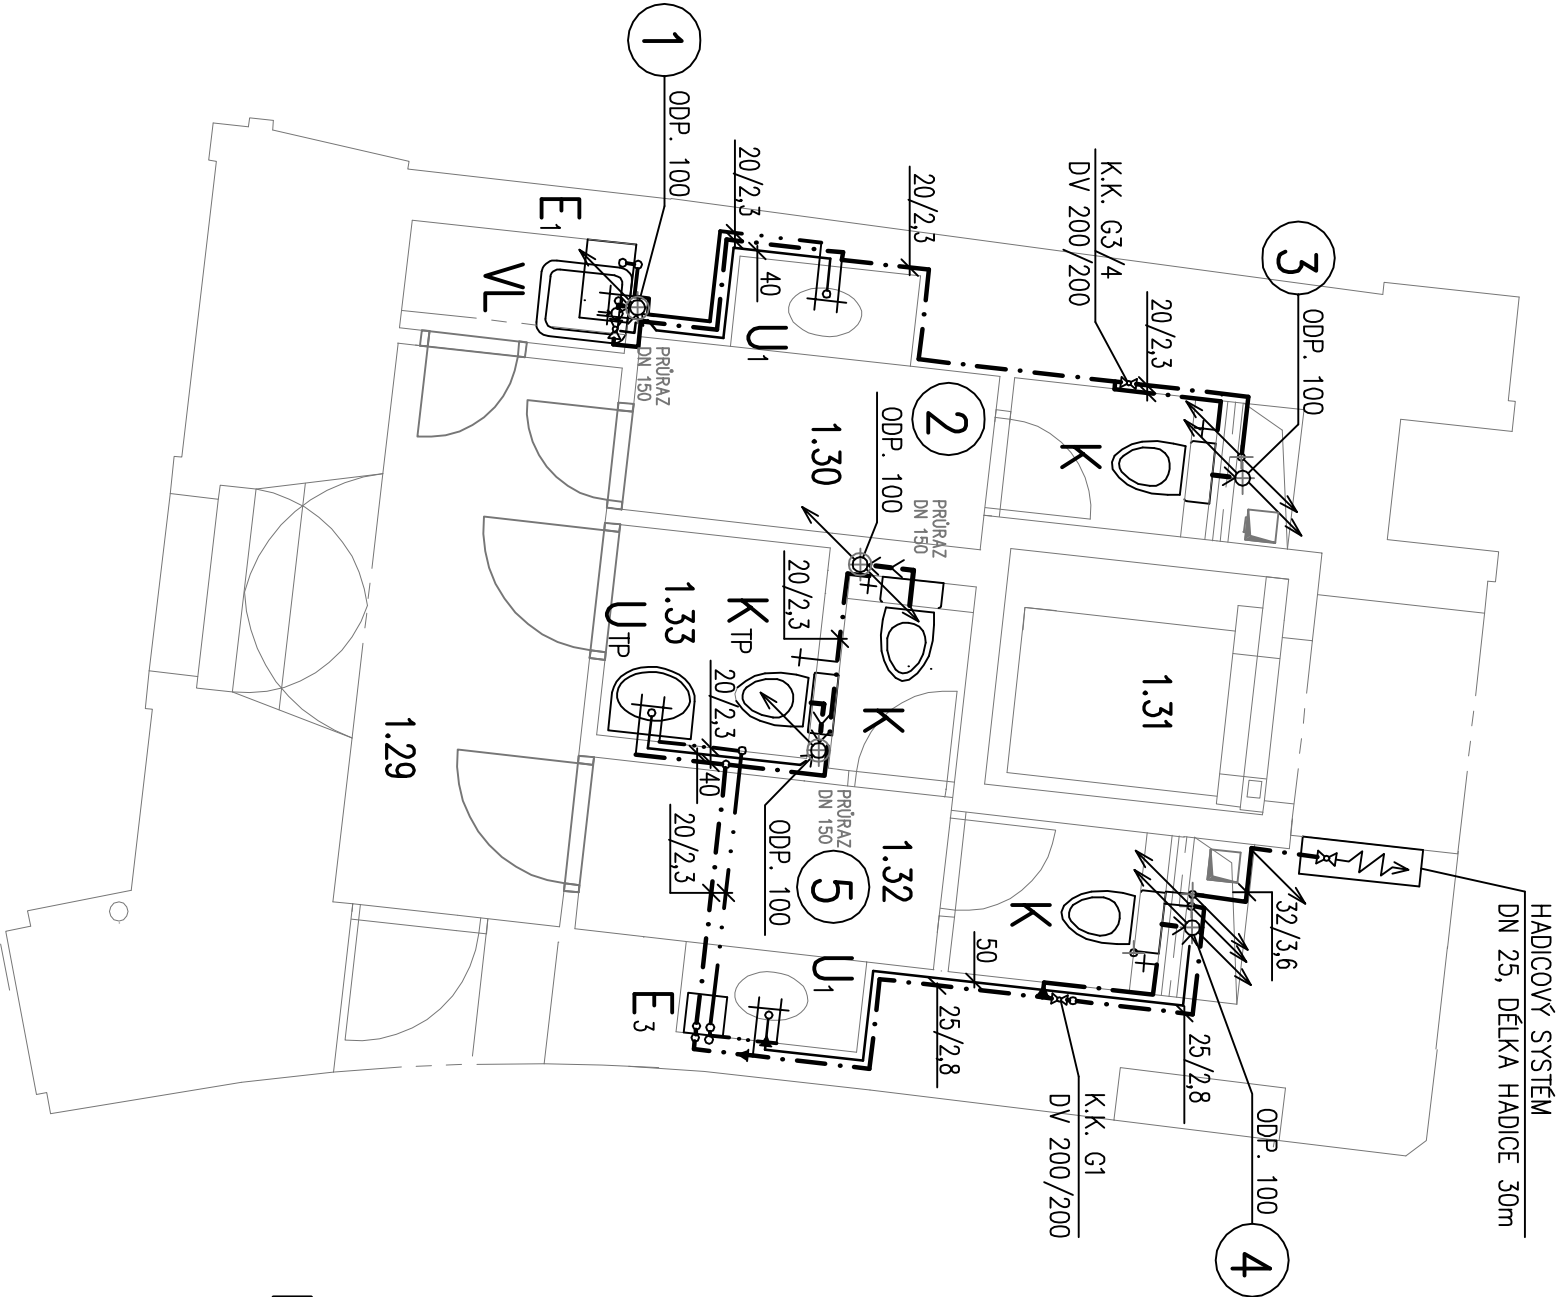 HADICOVÝ SYSTÉM
DN 25, DÉLKA HADICE 30m
3
ODP. 100
K.K. G3/4
DV 200/200
20/2,3
20/2,3
20/2,3
1
ODP. 100
E1
VL
40
U1
PRŮRAZ
DN 150
2
ODP. 100
1.30
K
PRŮRAZ
DN 150
20/2,3
1.31
K
KTP
1.33
UTP
20/2,3
40
1.29
20/2,3
PRŮRAZ
DN 150
ODP. 100
5
1.32
K
32/3,6
50
U1
E3
25/2,8
25/2,8
K.K. G1
DV 200/200
ODP. 100
4